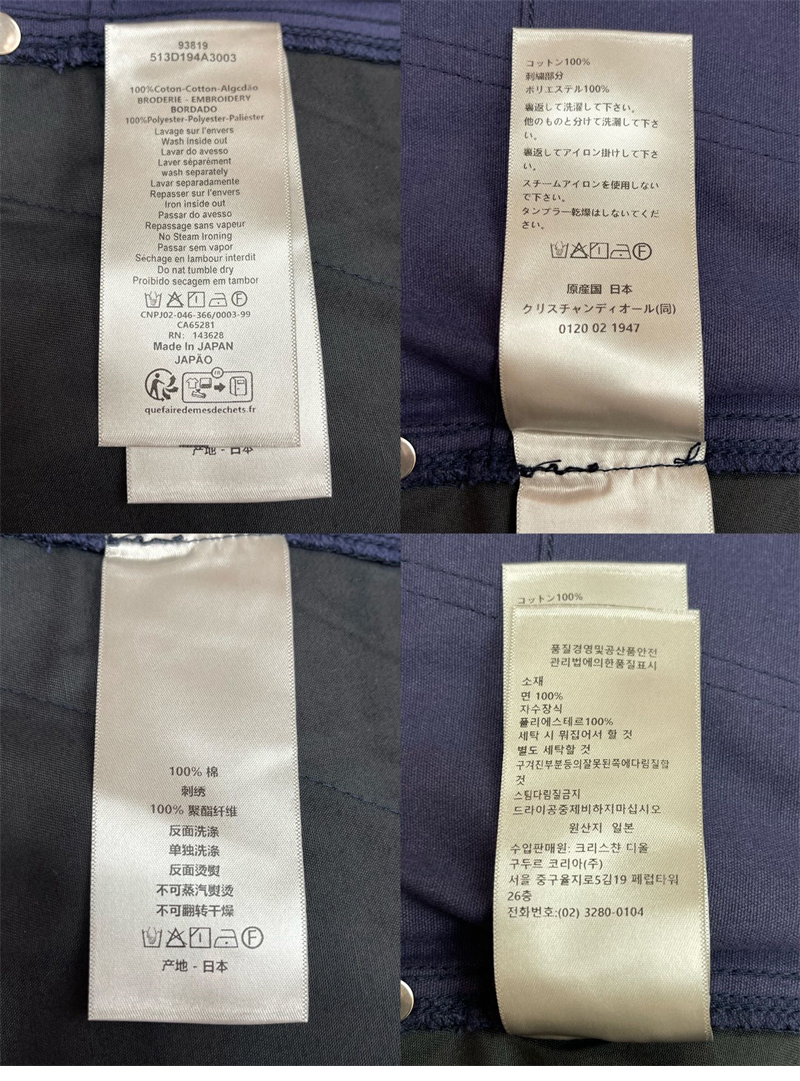 93819
513D194A3003
100%Coton-Cotton-Algcdão
BRODERIE - EMBROIDERY
BORDADO
100%Polyester-Polyester-Paliéster
Lavage sur l'envers
Wash inside out
Lavar do avesso
Laver séparément
wash separately
Lavar separadamente
Repasser sur l'envers
Iron inside out
Passar do avesso
Repassage sans vapeur
No Steam Ironing
Passar sem vapor
Séchage en lambour interdit
Do nat tumble dry
Proibido secagem em tambor
F
CNPJ02-046-366/0003-99
CA65281
RN: 143628
Made In JAPAN
JAPÃO
FR
quefairedemesdechets.fr
产地 - 日本
コットン100%
刺繍部分
ポリエステル100%
裏返して洗濯して下さい。
他のものと分けて洗濯して下さ
い。
裏返してアイロン掛けして下さ
い。
スチームアイロンを使用しない
で下さい。
タンブラー乾燥はしないてくだ
さい。
F
原産国 日本
クリスチャンディオール(同)
0120 02 1947
100% 棉
刺绣
100% 聚酯纤维
反面洗涤
单独洗涤
反面烫熨
不可蒸汽熨烫
不可翻转干燥
F
产地 - 日本
コットン100%
품질경영및공산품안전
관리법에의한품질표시
소재
면 100%
자수장식
폴리에스테르100%
세탁 시 뒤집어서 할 것
별도 세탁할 것
구겨진부분등의잘못된쪽에다림질할
것
스팀다림질금지
드라이공중제비하지마십시오
원산지 일본
수입판매원: 크리스챤 디올
구두르 코리아(주)
서울 중구을지로5김19 페럽타워
26층
전화번호:(02) 3280-0104